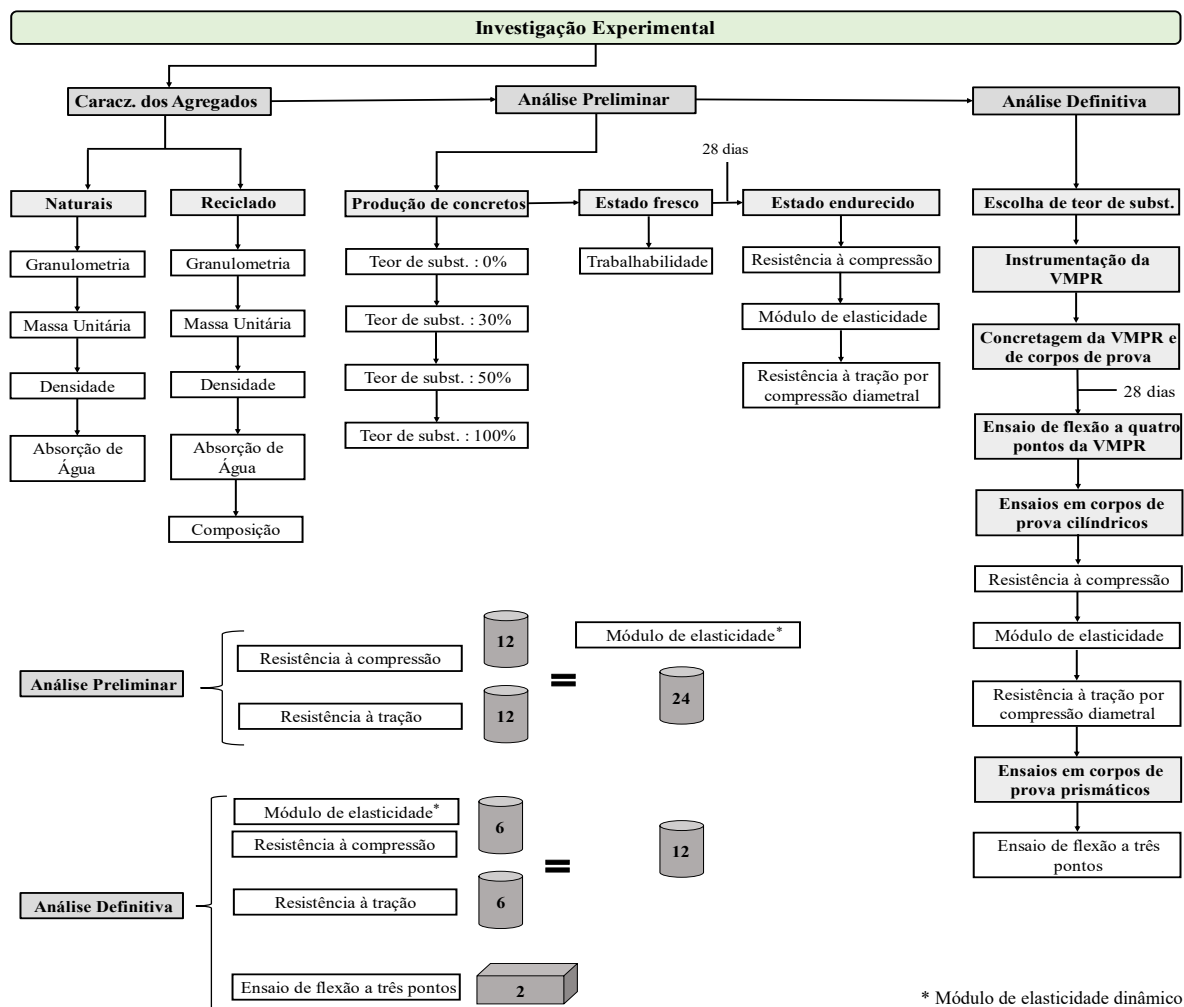 Investigação Experimental
Caracz. dos Agregados
Análise Preliminar
Análise Definitiva
28 dias
Naturais
Reciclado
Produção de concretos
Estado fresco
Estado endurecido
Escolha de teor de subst.
Granulometria
Granulometria
Teor de subst. : 0%
Trabalhabilidade
Resistência à compressão
Instrumentação da
VMPR
Massa Unitária
Massa Unitária
Teor de subst. : 30%
Módulo de elasticidade
Concretagem da VMPR e
de corpos de prova
Densidade
Densidade
Teor de subst. : 50%
Resistência à tração por
compressão diametral
28 dias
Absorção de
Água
Absorção de
Água
Teor de subst. : 100%
Ensaio de flexão a quatro
pontos da VMPR
Composição
Ensaios em corpos de
prova cilíndricos
Resistência à compressão
Módulo de elasticidade
Resistência à tração por
compressão diametral
Ensaios em corpos de
prova prismáticos
Ensaio de flexão a três
pontos
Análise Preliminar
Resistência à compressão
12
Resistência à tração
12
=
Módulo de elasticidade*
24
Análise Definitiva
Módulo de elasticidade*
Resistência à compressão
6
Resistência à tração
6
=
12
Ensaio de flexão a três pontos
2
* Módulo de elasticidade dinâmico